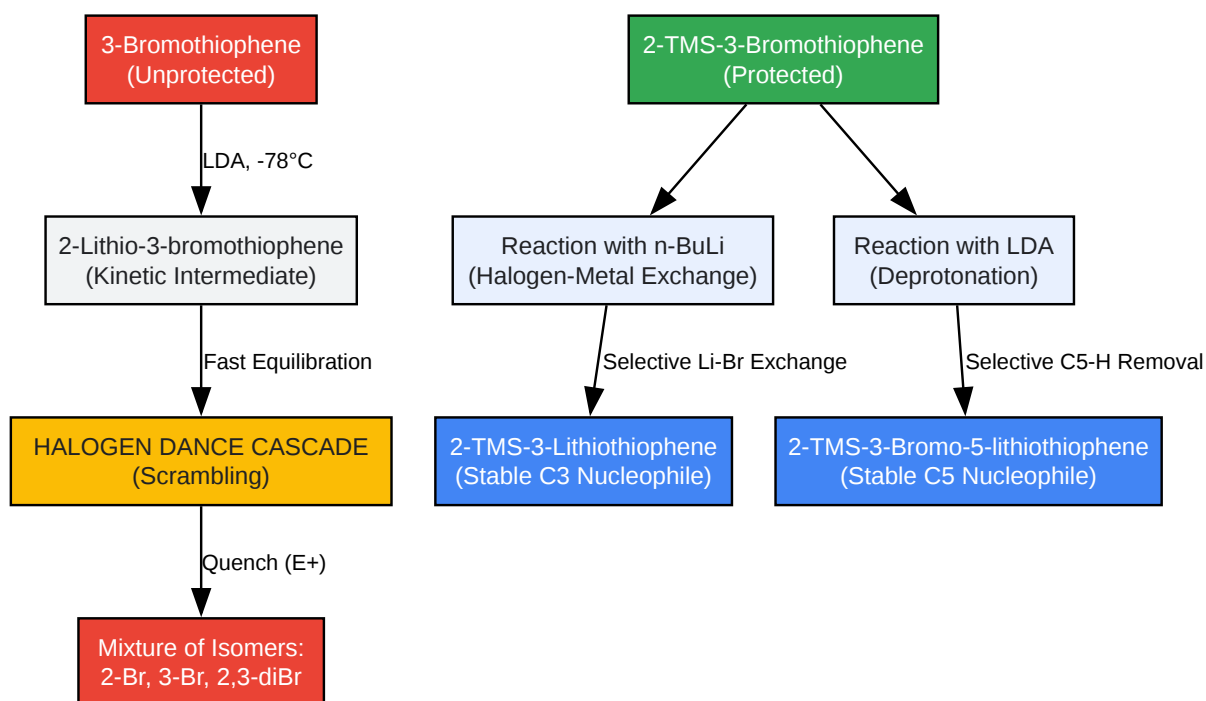 3-Bromothiophene
(Unprotected)
2-TMS-3-Bromothiophene
(Protected)
LDA, -78°C
2-Lithio-3-bromothiophene
(Kinetic Intermediate)
Reaction with n-BuLi
(Halogen-Metal Exchange)
Reaction with LDA
(Deprotonation)
Fast Equilibration
Selective Li-Br Exchange
Selective C5-H Removal
HALOGEN DANCE CASCADE
(Scrambling)
2-TMS-3-Lithiothiophene
(Stable C3 Nucleophile)
2-TMS-3-Bromo-5-lithiothiophene
(Stable C5 Nucleophile)
Quench (E+)
Mixture of Isomers:
2-Br, 3-Br, 2,3-diBr